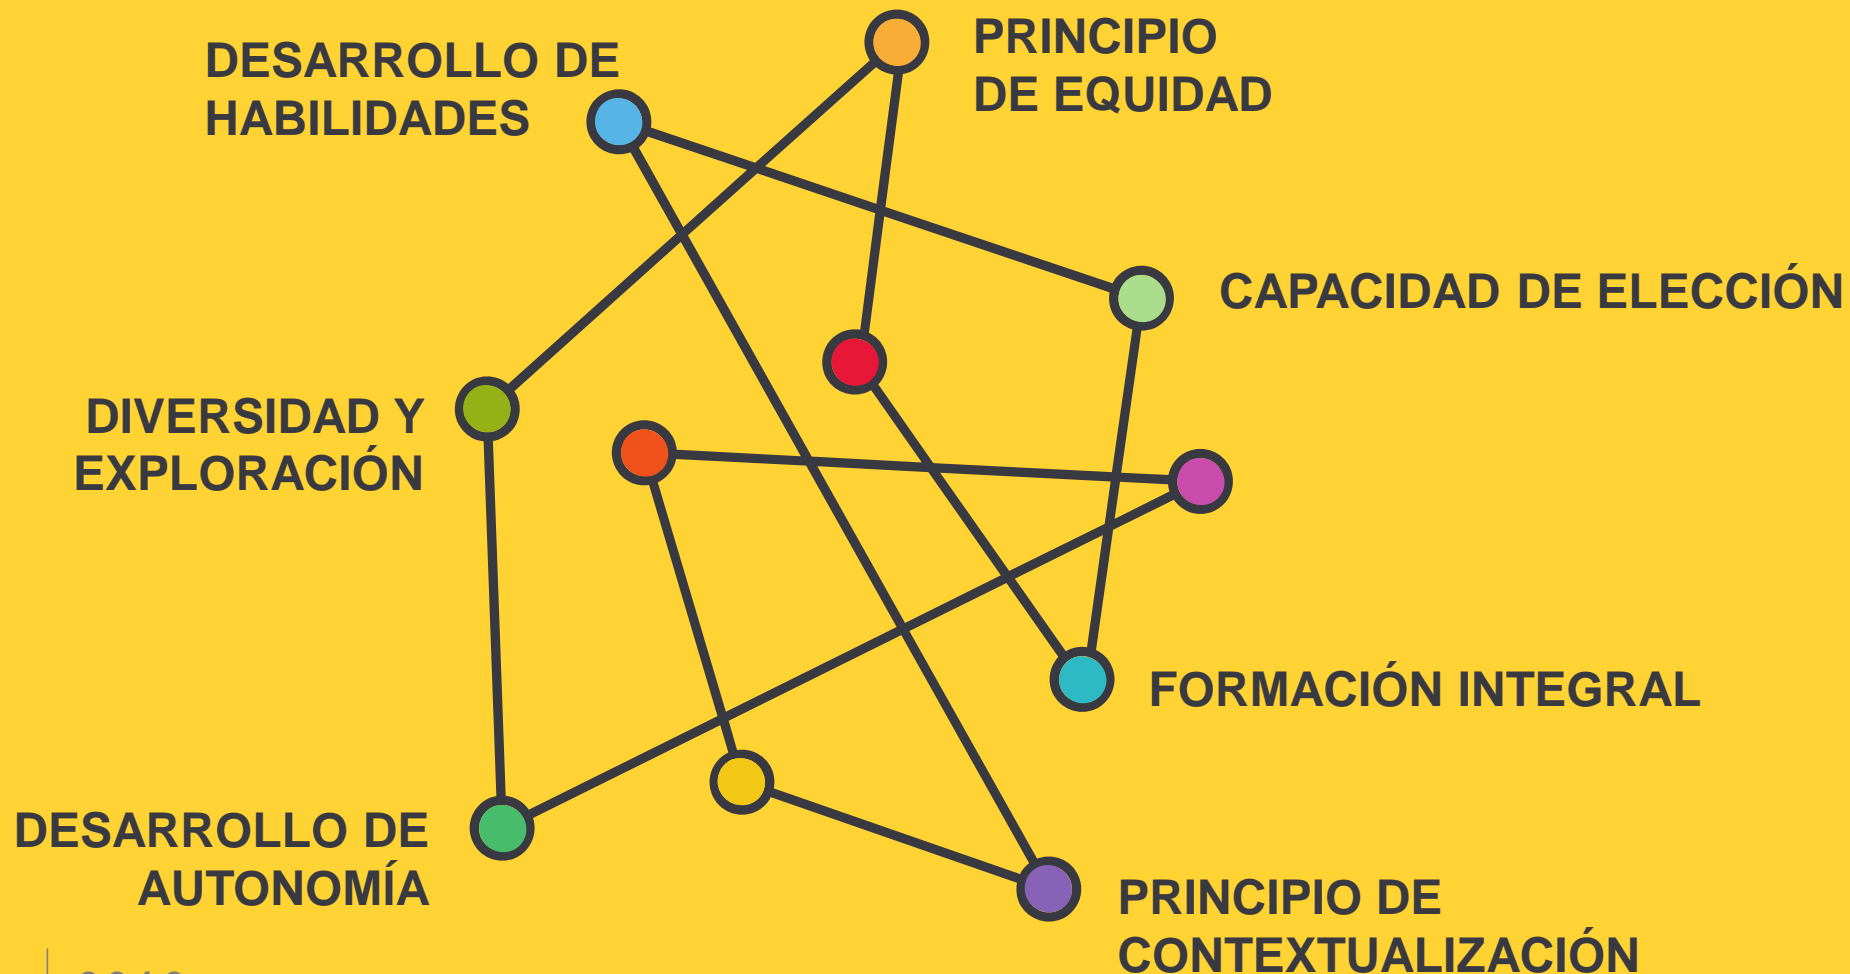 DESARROLLO DE
HABILIDADES
PRINCIPIO
DE EQUIDAD
CAPACIDAD DE ELECCIÓN
DIVERSIDAD Y
EXPLORACIÓN
FORMACIÓN INTEGRAL
DESARROLLO DE
AUTONOMÍA
PRINCIPIO DE
CONTEXTUALIZACIÓN